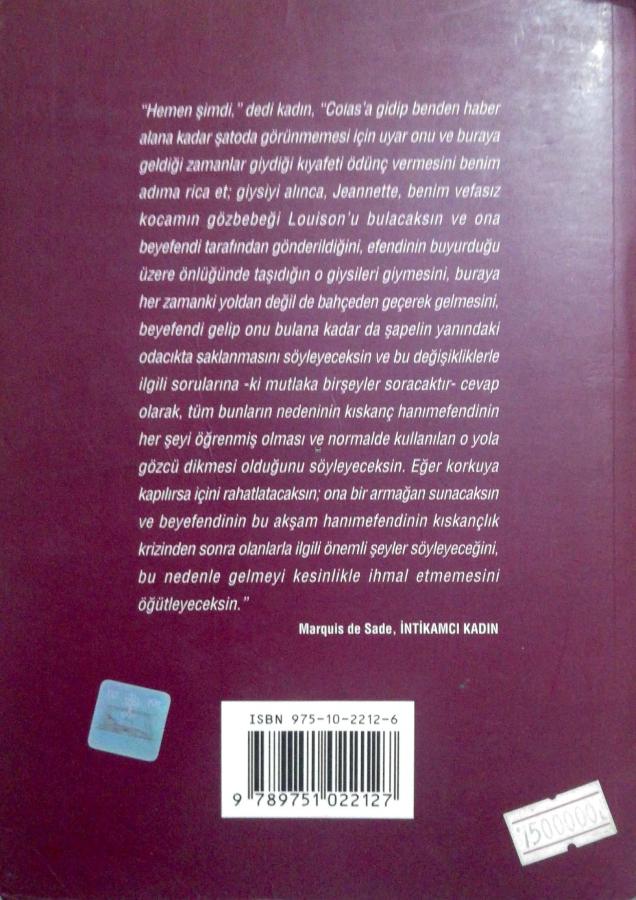 "Hemen şimdi," dedi kadın, "Colas'a gidip benden haber
alana kadar şatoda görünmemesi için uyar onu ve buraya
geldiği zamanlar giydiği kıyafeti ödünç vermesini benim
adıma rica et; giysiyi alınca, Jeannette, benim vefasız
kocamın gözbebeği Louison'u bulacaksın ve ona
beyefendi tarafından gönderildiğini, efendinin buyurduğu
üzere önlüğünde taşıdığın o giysileri giymesini, buraya
her zamanki yoldan değil de bahçeden geçerek gelmesini,
beyefendi gelip onu bulana kadar da şapelin yanındaki
odacıkta saklanmasını söyleyeceksin ve bu değişikliklerle
ilgili sorularına -ki mutlaka birşeyler soracaktır- cevap
olarak, tüm bunların nedeninin kıskanç hanımefendinin
her şeyi öğrenmiş olması ve normalde kullanılan o yola
gözcü dikmesi olduğunu söyleyeceksin. Eğer korkuya
kapılırsa içini rahatlatacaksın; ona bir armağan sunacaksın
ve beyefendinin bu akşam hanımefendinin kıskançlık
krizinden sonra olanlarla ilgili önemli şeyler söyleyeceğini,
bu nedenle gelmeyi kesinlikle ihmal etmemesini
öğütleyeceksin."
Marquis de Sade, İNTİKAMCI KADIN
ISBN 975-10-2212-6
9 789751 022127